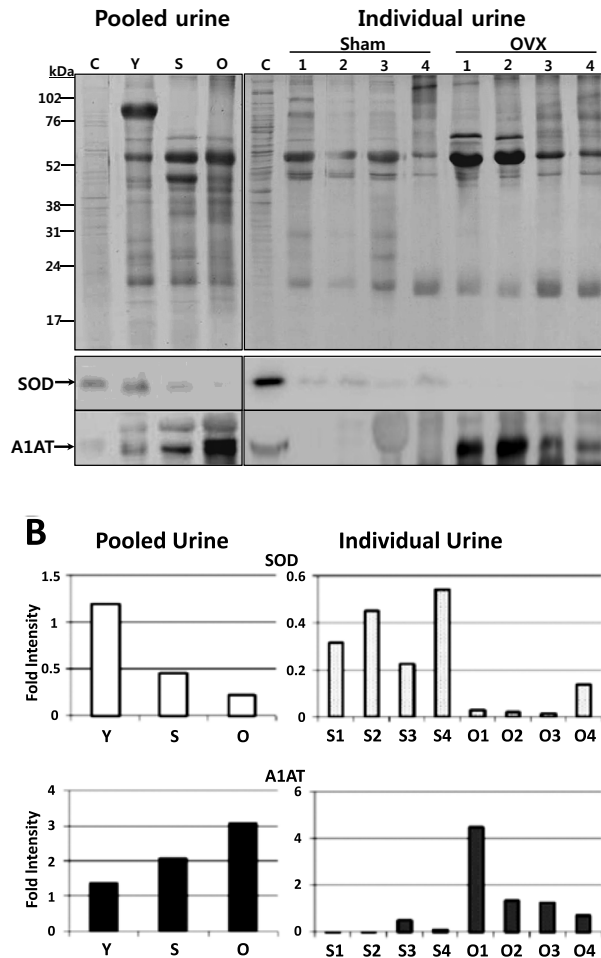 Pooled urine Individual urine
Sham OVX
kDa C Y S O C 1 2 3 4 1 2 3 4
102
76
52
38
31
24
17
SOD
A1AT
B Pooled Urine Individual Urine
SOD
Fold Intensity
1.5
1
0.5
0
Y S O
0.6
0.4
0.2
0
S1 S2 S3 S4 O1 O2 O3 O4
A1AT
Fold Intensity
4
3
2
1
0
Y S O
6
4
2
0
S1 S2 S3 S4 O1 O2 O3 O4